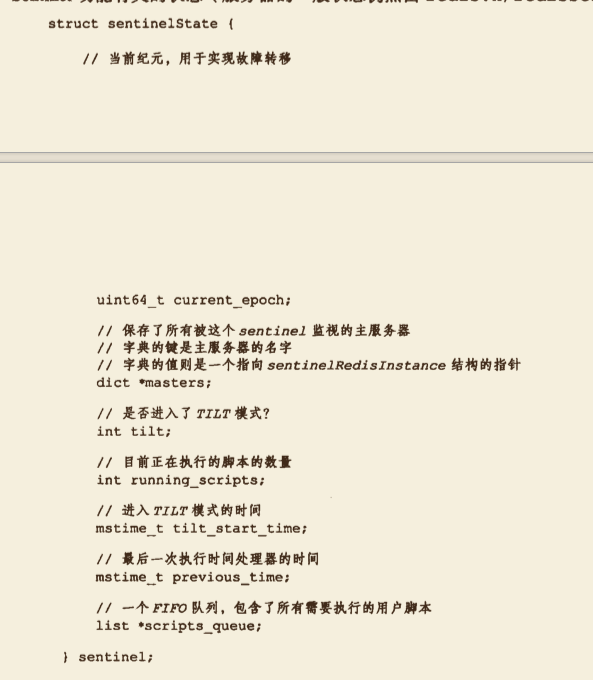 struct sentinelState {
// 当前纪元，用于实现故障转移
uint64_t current_epoch;
// 保存了所有被这个 sentinel 监视的主服务器
// 字典的键是主服务器的名字
// 字典的值则是一个指向 sentinelRedisInstance 结构的指针
dict *masters;
// 是否进入了 TILT 模式？
int tilt;
// 目前正在执行的脚本的数量
int running_scripts;
// 进入 TILT 模式的时间
mstime_t tilt_start_time;
// 最后一次执行时间处理器的时间
mstime_t previous_time;
// 一个 FIFO 队列，包含了所有需要执行的用户脚本
list *scripts_queue;
} sentinel;